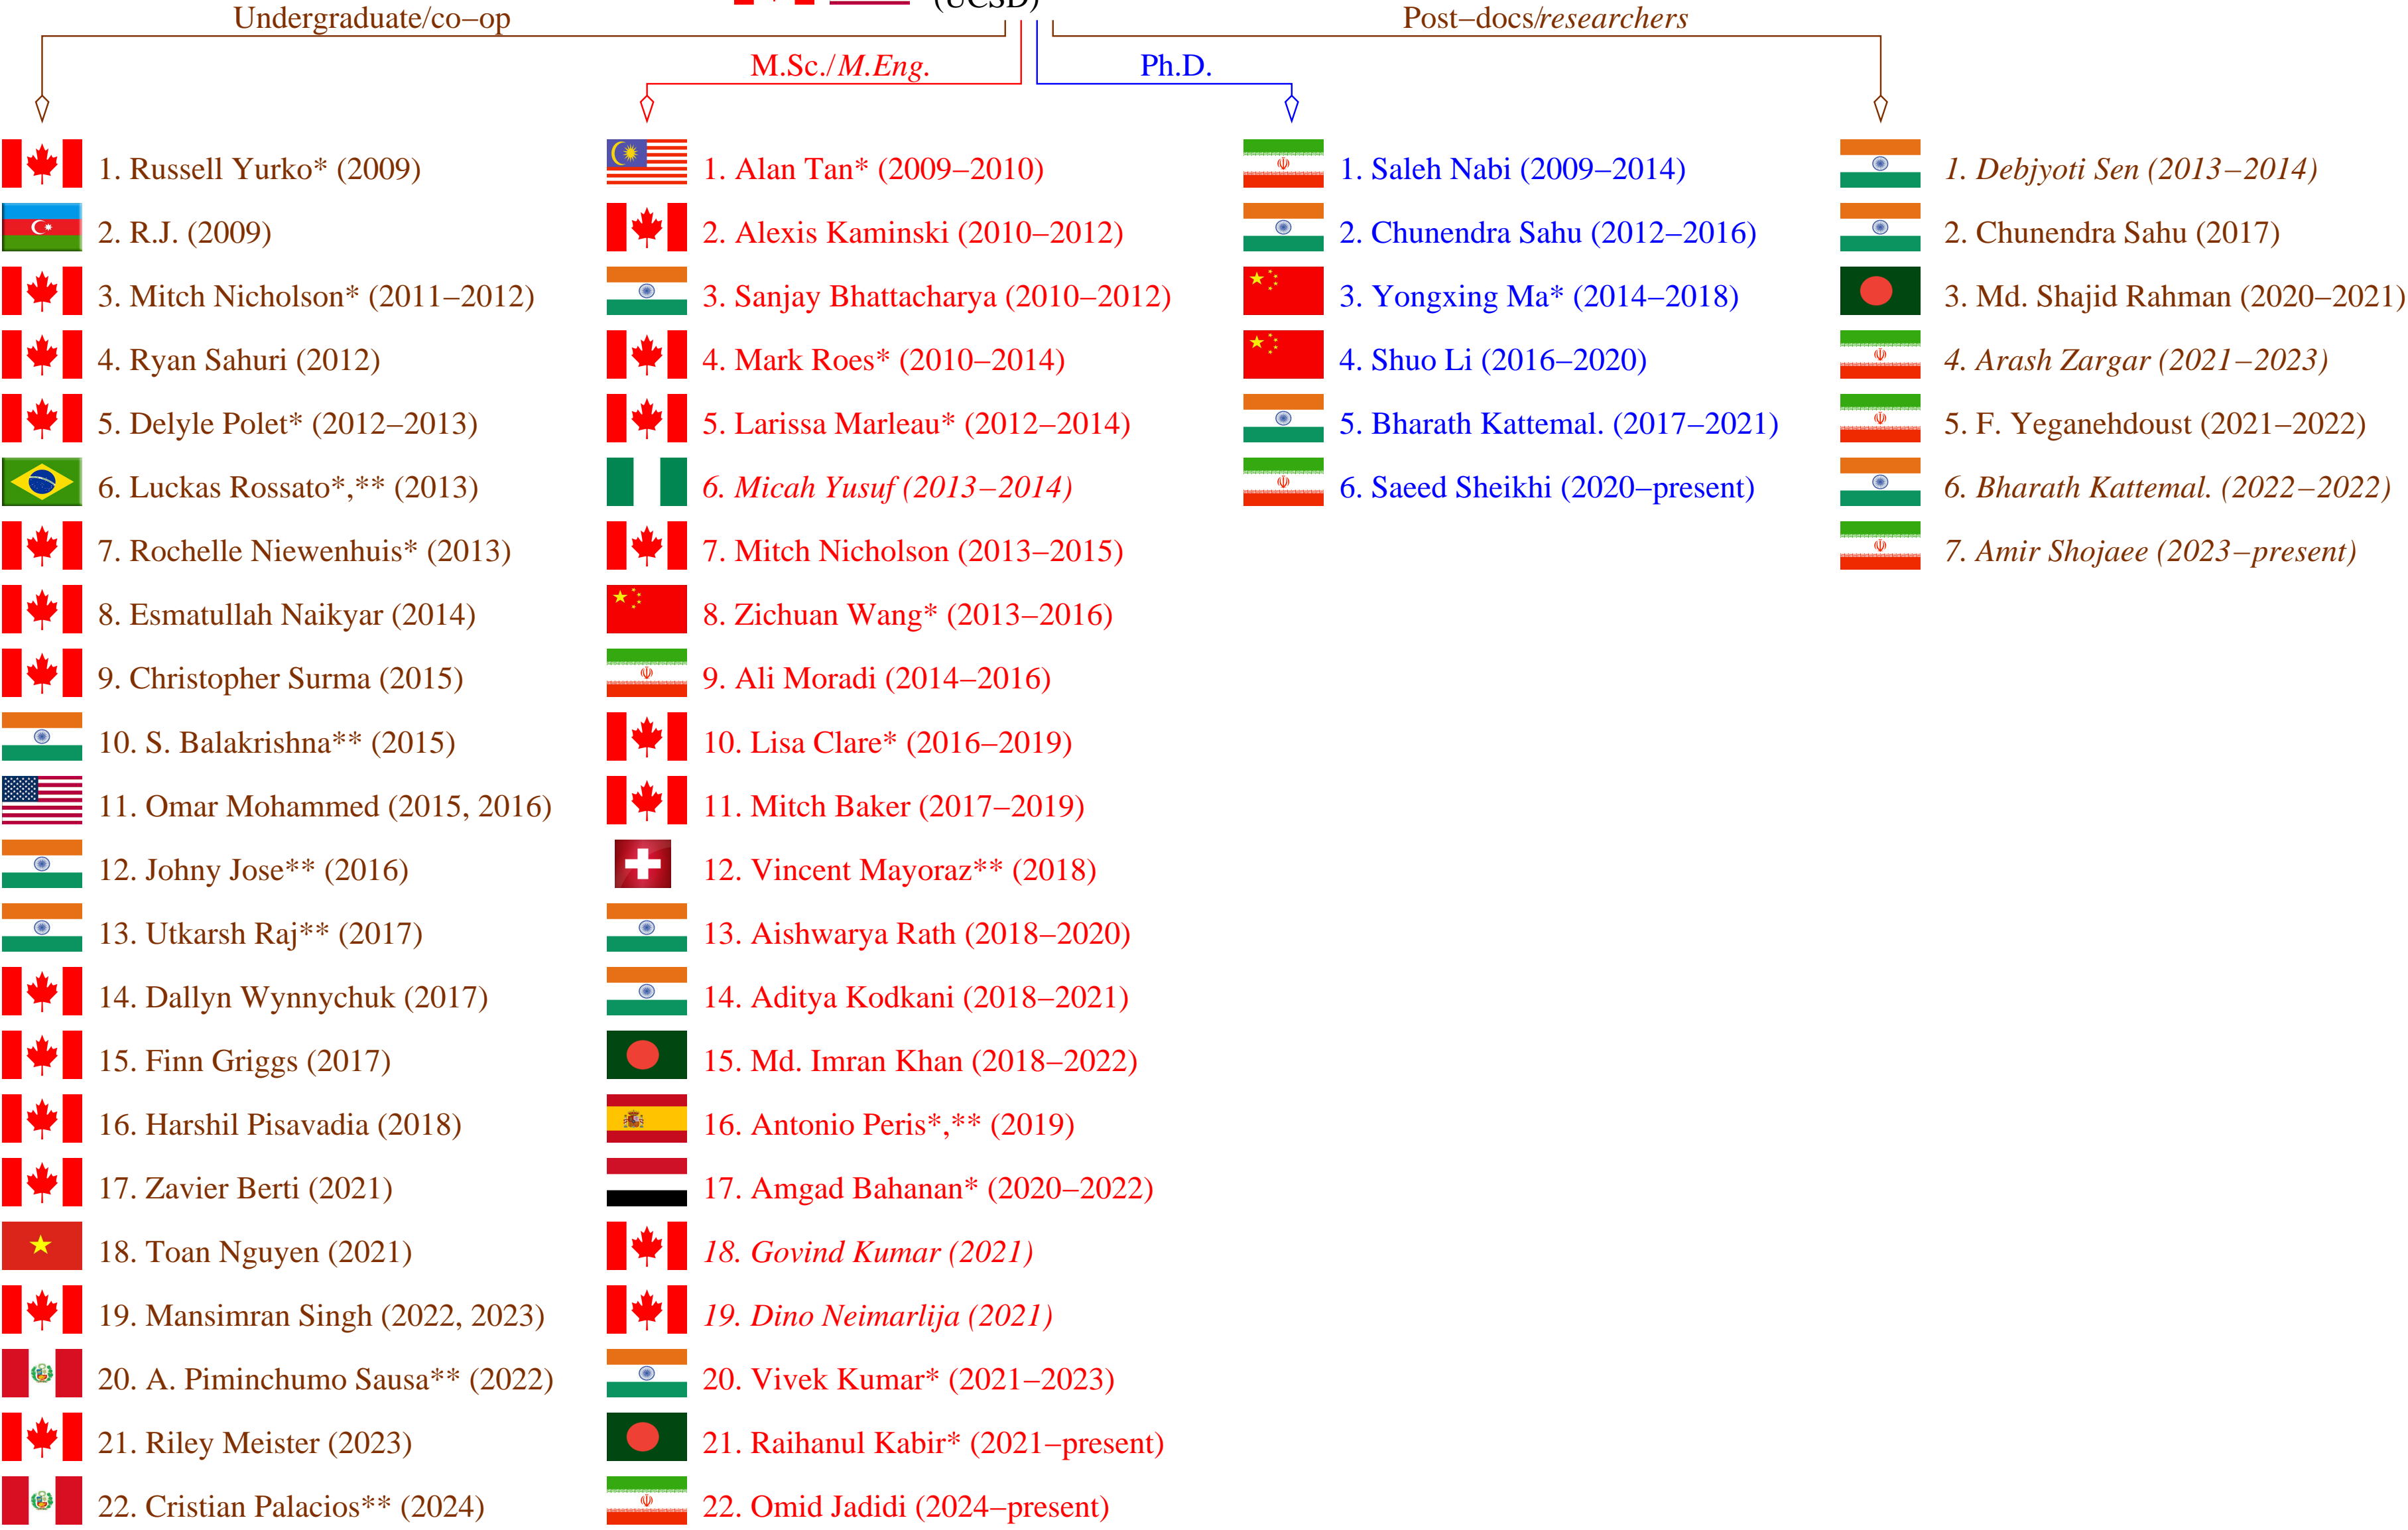 (UCSD)
Undergraduate/co–op
Post–docs/researchers
M.Sc./M.Eng.
Ph.D.
1. Russell Yurko* (2009)
2. R.J. (2009)
3. Mitch Nicholson* (2011–2012)
4. Ryan Sahuri (2012)
5. Delyle Polet* (2012–2013)
6. Luckas Rossato*,** (2013)
7. Rochelle Niewenhuis* (2013)
8. Esmatullah Naikyar (2014)
9. Christopher Surma (2015)
10. S. Balakrishna** (2015)
11. Omar Mohammed (2015, 2016)
12. Johny Jose** (2016)
13. Utkarsh Raj** (2017)
14. Dallyn Wynnychuk (2017)
15. Finn Griggs (2017)
16. Harshil Pisavadia (2018)
17. Zavier Berti (2021)
18. Toan Nguyen (2021)
19. Mansimran Singh (2022, 2023)
20. A. Piminchumo Sausa** (2022)
21. Riley Meister (2023)
22. Cristian Palacios** (2024)
1. Alan Tan* (2009–2010)
2. Alexis Kaminski (2010–2012)
3. Sanjay Bhattacharya (2010–2012)
4. Mark Roes* (2010–2014)
5. Larissa Marleau* (2012–2014)
6. Micah Yusuf (2013–2014)
7. Mitch Nicholson (2013–2015)
8. Zichuan Wang* (2013–2016)
9. Ali Moradi (2014–2016)
10. Lisa Clare* (2016–2019)
11. Mitch Baker (2017–2019)
12. Vincent Mayoraz** (2018)
13. Aishwarya Rath (2018–2020)
14. Aditya Kodkani (2018–2021)
15. Md. Imran Khan (2018–2022)
16. Antonio Peris*,** (2019)
17. Amgad Bahanan* (2020–2022)
18. Govind Kumar (2021)
19. Dino Neimarlija (2021)
20. Vivek Kumar* (2021–2023)
21. Raihanul Kabir* (2021–present)
22. Omid Jadidi (2024–present)
1. Saleh Nabi (2009–2014)
2. Chunendra Sahu (2012–2016)
3. Yongxing Ma* (2014–2018)
4. Shuo Li (2016–2020)
5. Bharath Kattemal. (2017–2021)
6. Saeed Sheikhi (2020–present)
1. Debjyoti Sen (2013–2014)
2. Chunendra Sahu (2017)
3. Md. Shajid Rahman (2020–2021)
4. Arash Zargar (2021–2023)
5. F. Yeganehdoust (2021–2022)
6. Bharath Kattemal. (2022–2022)
7. Amir Shojaee (2023–present)